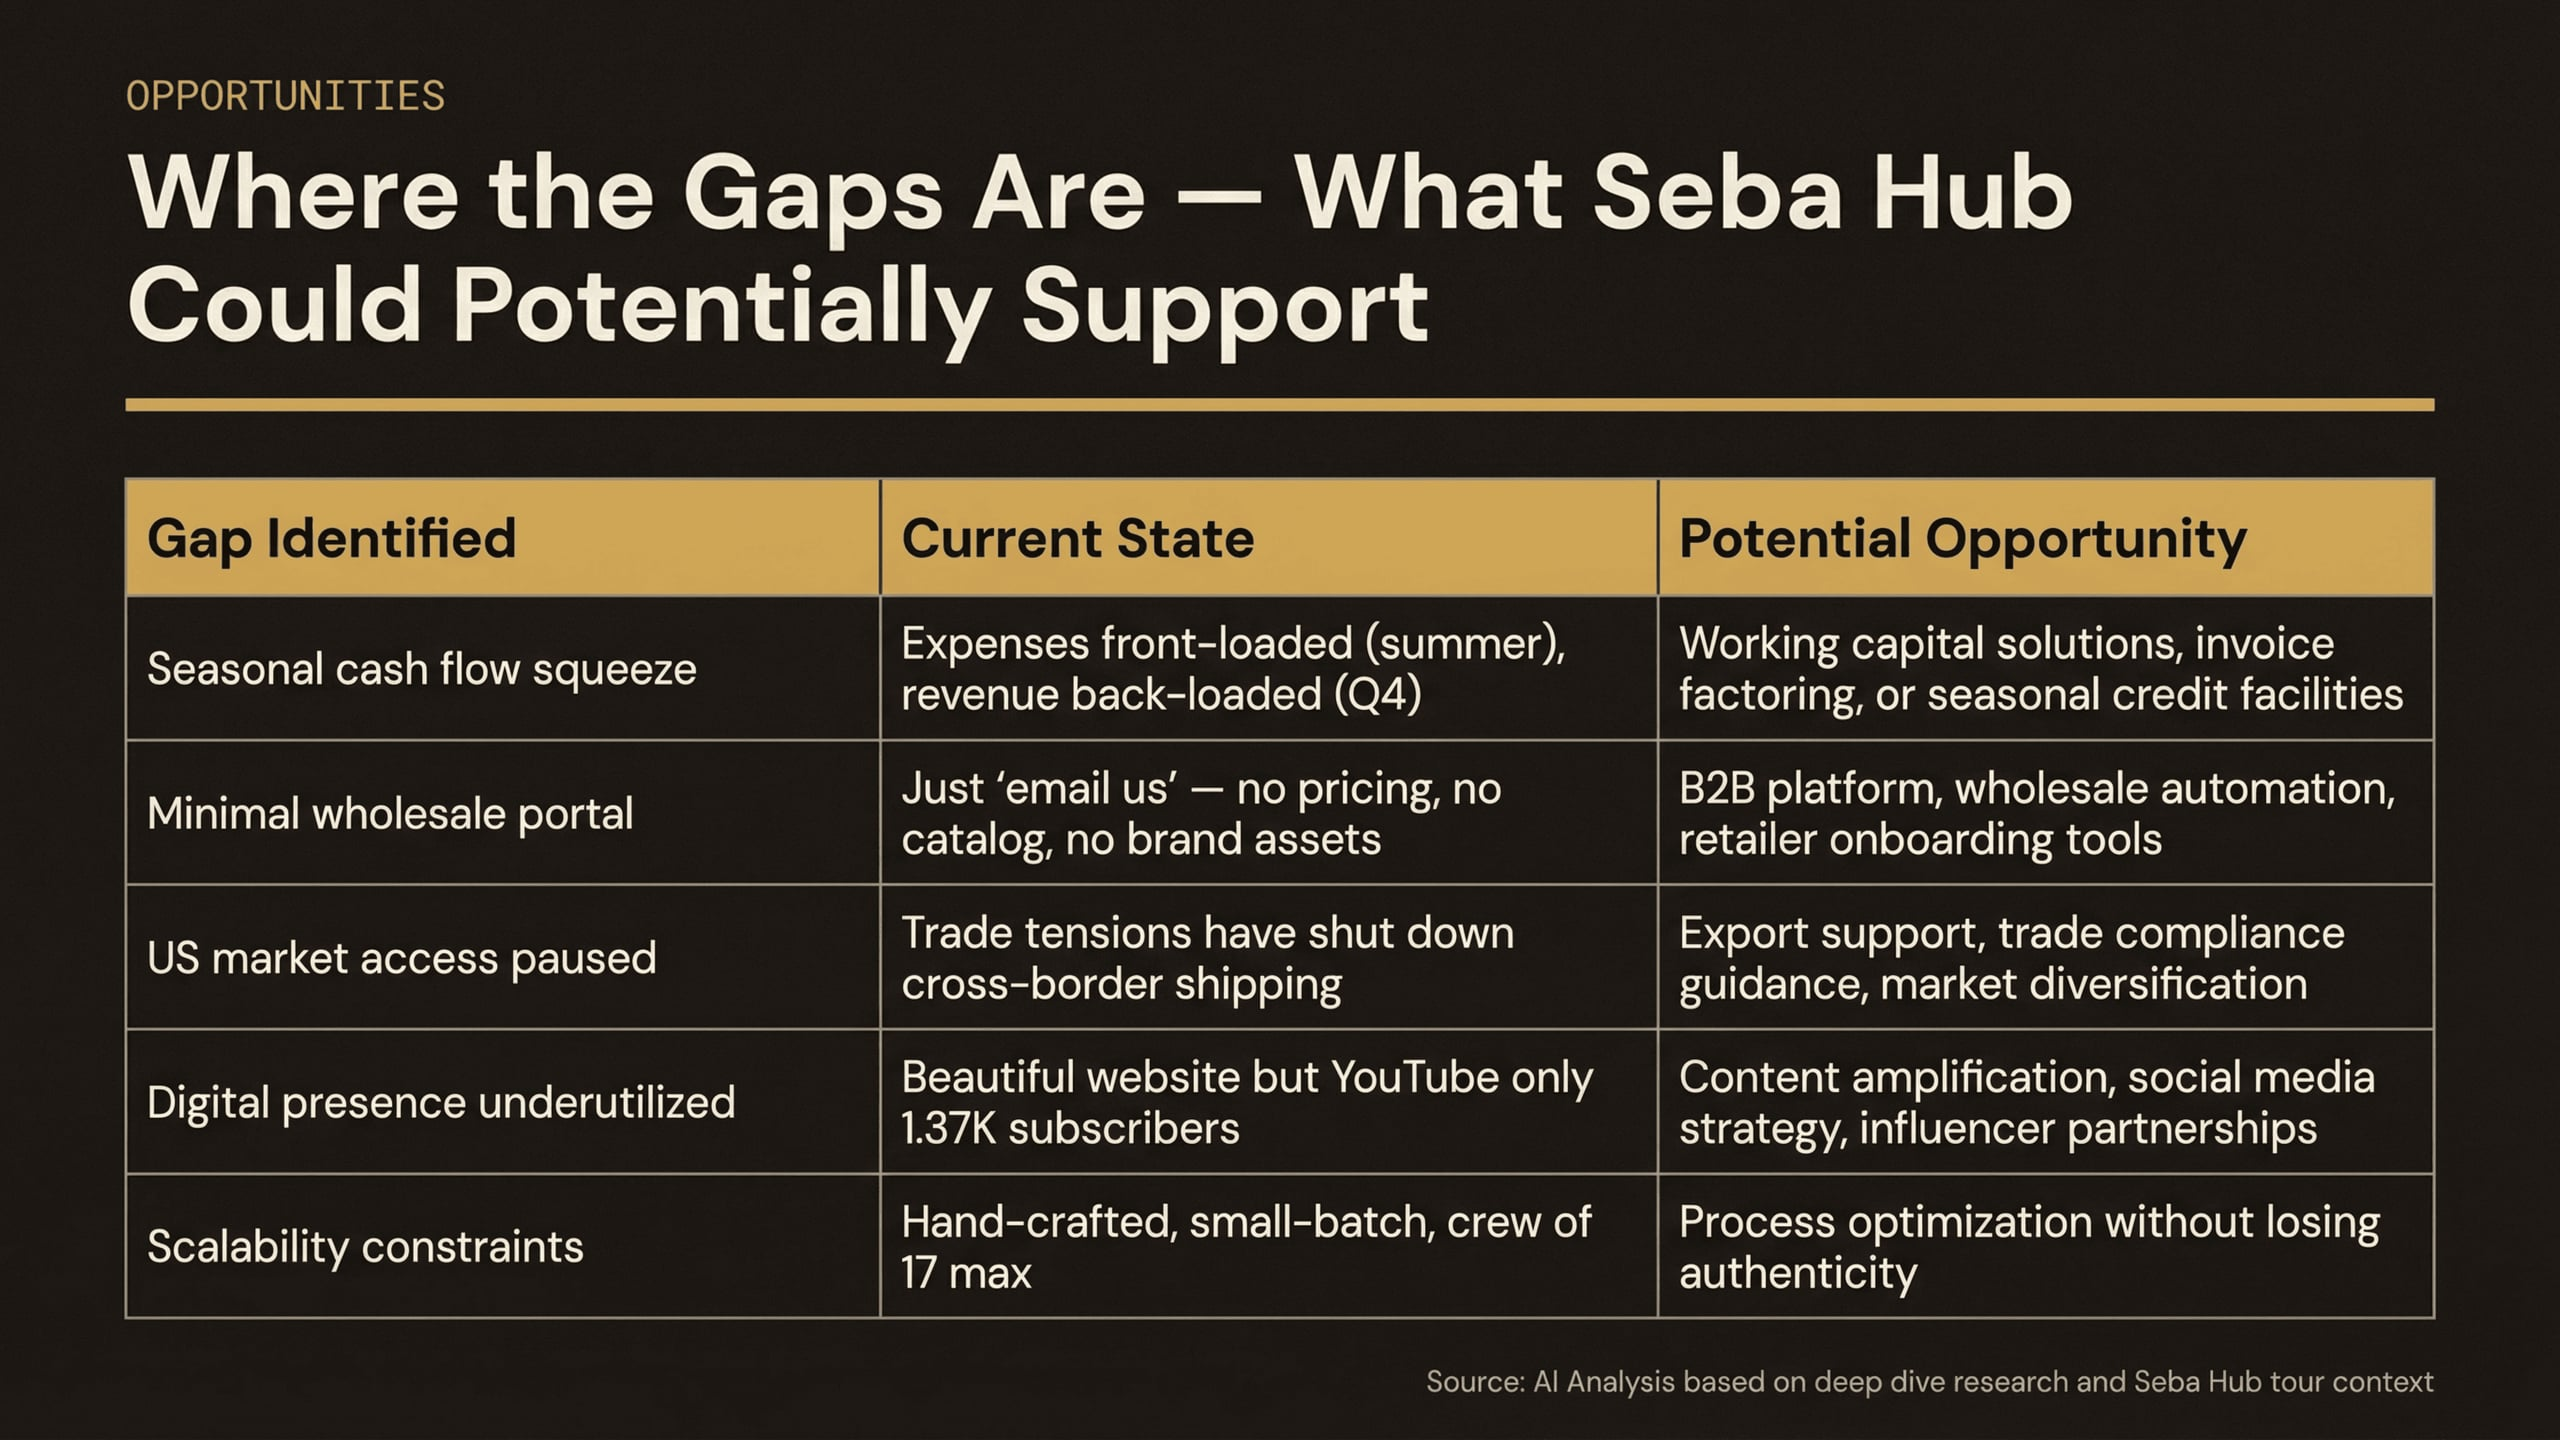 OPPORTUNITIES
Where the Gaps Are — What Seba Hub
Could Potentially Support
Gap Identified
Current State
Potential Opportunity
Seasonal cash flow squeeze
Expenses front-loaded (summer),
revenue back-loaded (Q4)
Working capital solutions, invoice
factoring, or seasonal credit facilities
Minimal wholesale portal
Just ‘email us’ — no pricing, no
catalog, no brand assets
B2B platform, wholesale automation,
retailer onboarding tools
US market access paused
Trade tensions have shut down
cross-border shipping
Export support, trade compliance
guidance, market diversification
Digital presence underutilized
Beautiful website but YouTube only
1.37K subscribers
Content amplification, social media
strategy, influencer partnerships
Scalability constraints
Hand-crafted, small-batch, crew of
17 max
Process optimization without losing
authenticity
Source: AI Analysis based on deep dive research and Seba Hub tour context